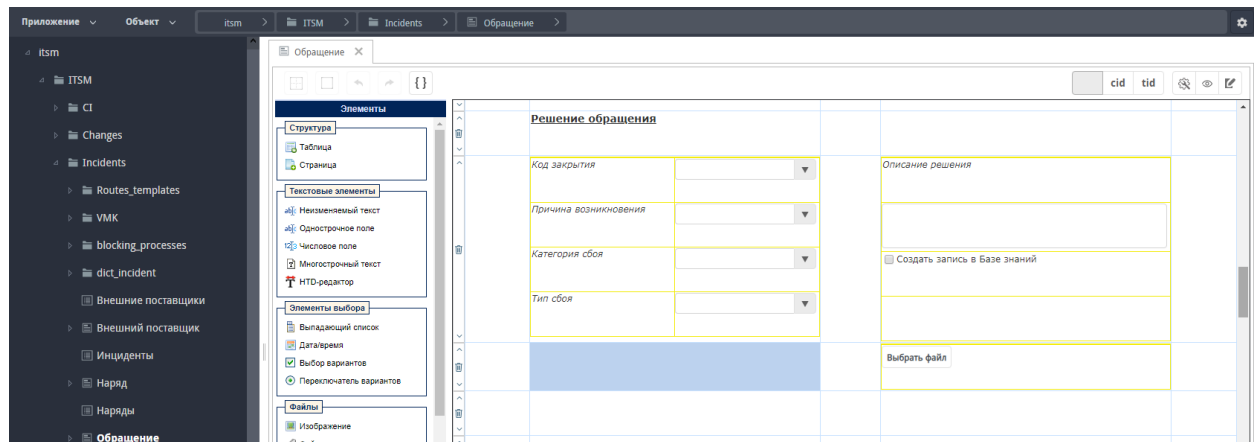 Приложение Объект itsm ITSM Incidents Обращение
itsm
ITSM
CI
Changes
Incidents
Routes_templates
VMK
blocking_processes
dict_incident
Внешние поставщики
Внешний поставщик
Инциденты
Наряд
Наряды
Обращение
Обращение
{ } cid tid
Элементы
Структура
Таблица
Страница
Текстовые элементы
Неизменяемый текст
Однострочное поле
Числовое поле
Многострочный текст
HTD-редактор
Элементы выбора
Выпадающий список
Дата/время
Выбор вариантов
Переключатель вариантов
Файлы
Изображение
Решение обращения
Код закрытия
Причина возникновения
Категория сбоя
Тип сбоя
Описание решения
Создать запись в Базе знаний
Выбрать файл